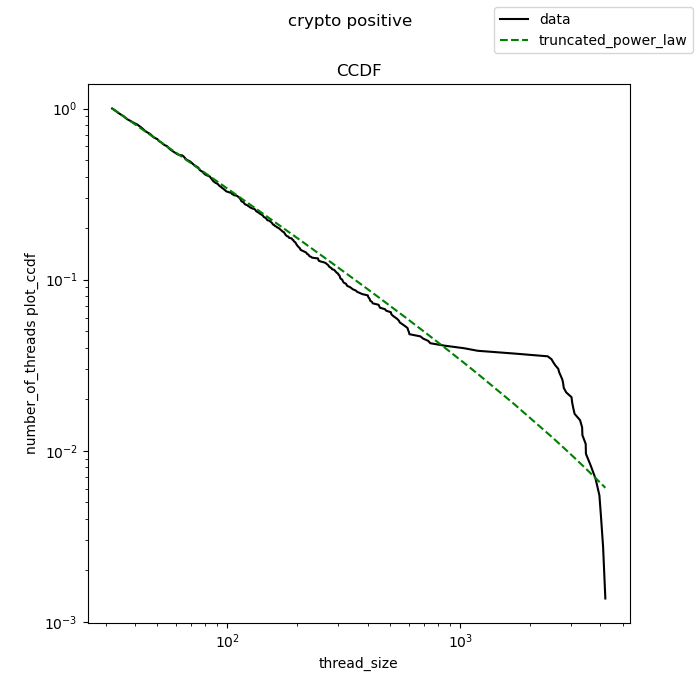 crypto positive
data
truncated_power_law
CCDF
10⁰
10⁻¹
10⁻²
10⁻³
number_of_threads plot_ccdf
10²
10³
thread_size